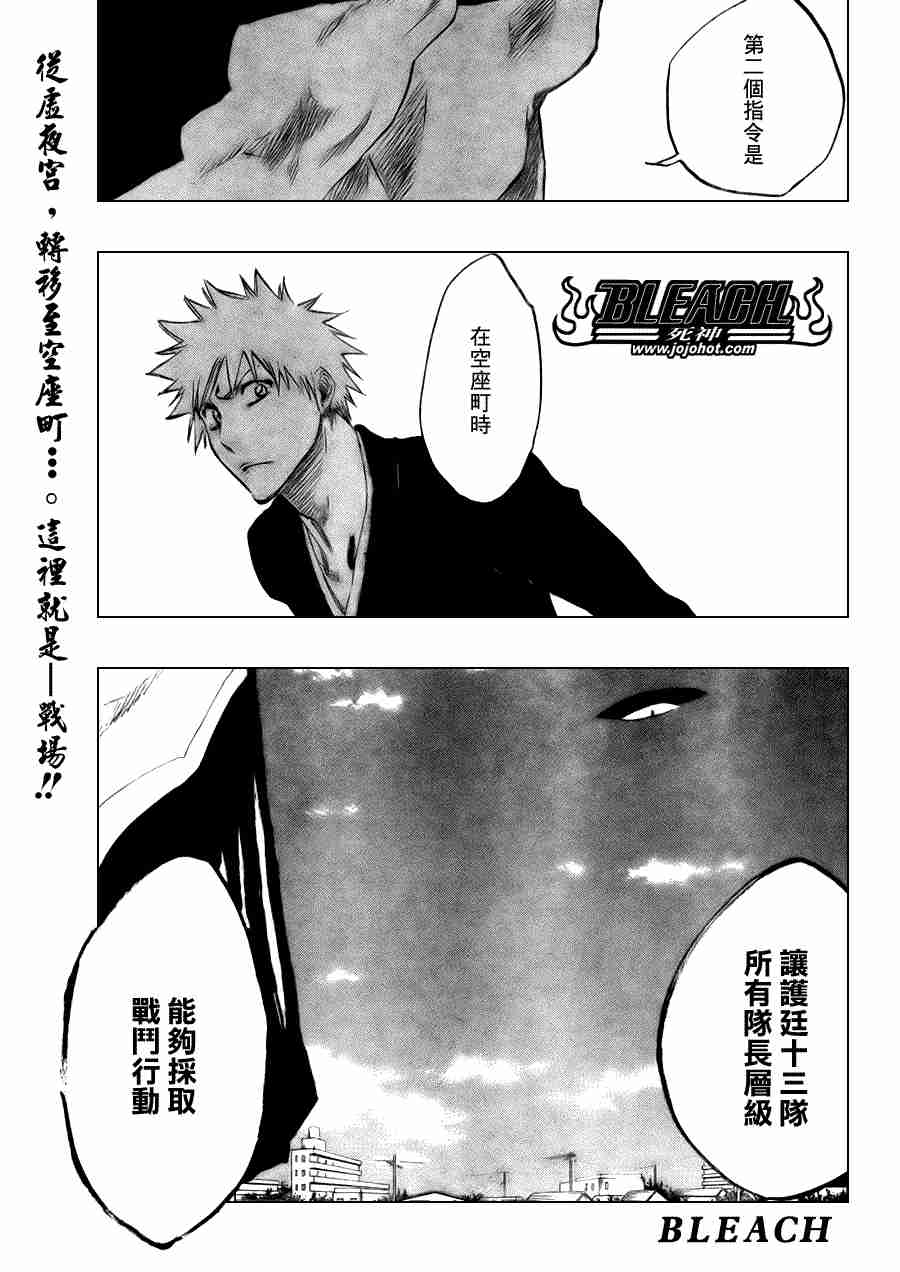 第二個指令是
BLEACH
死神
www.jojohot.com
在空座町時
從虛夜宮，轉移至空座町…。這裡就是—戰場!!
讓護廷十三隊
所有隊長層級
能夠採取
戰鬥行動
BLEACH